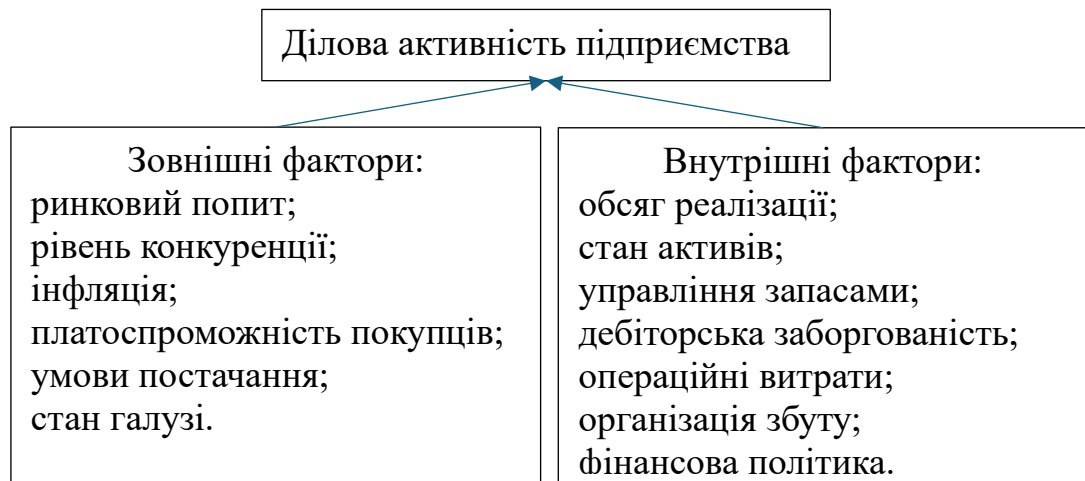 Ділова активність підприємства
Зовнішні фактори:
ринковий попит;
рівень конкуренції;
інфляція;
платоспроможність покупців;
умови постачання;
стан галузі.
Внутрішні фактори:
обсяг реалізації;
стан активів;
управління запасами;
дебіторська заборгованість;
операційні витрати;
організація збуту;
фінансова політика.